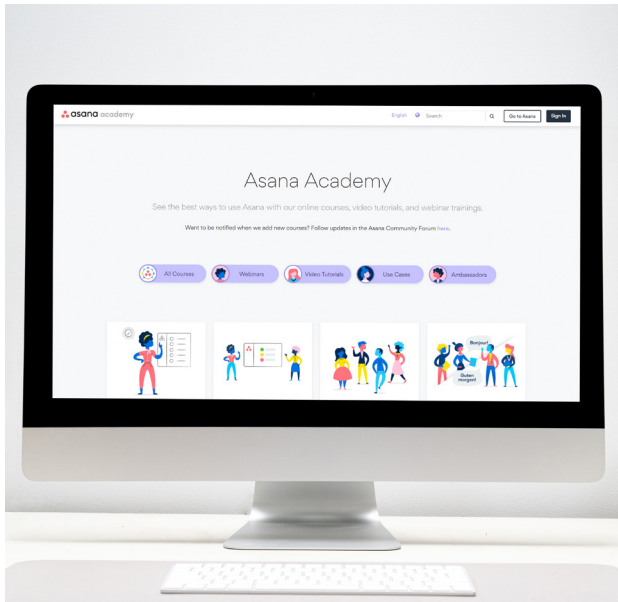 asana academy
English Search Go to Asana Sign In
Asana Academy
See the best ways to use Asana with our online courses, video tutorials, and webinar trainings.
Want to be notified when we add new courses? Follow updates in the Asana Community Forum here.
All Courses Webinars Video Tutorials Use Cases Ambassadors
Bonjour!
Guten
morgen!